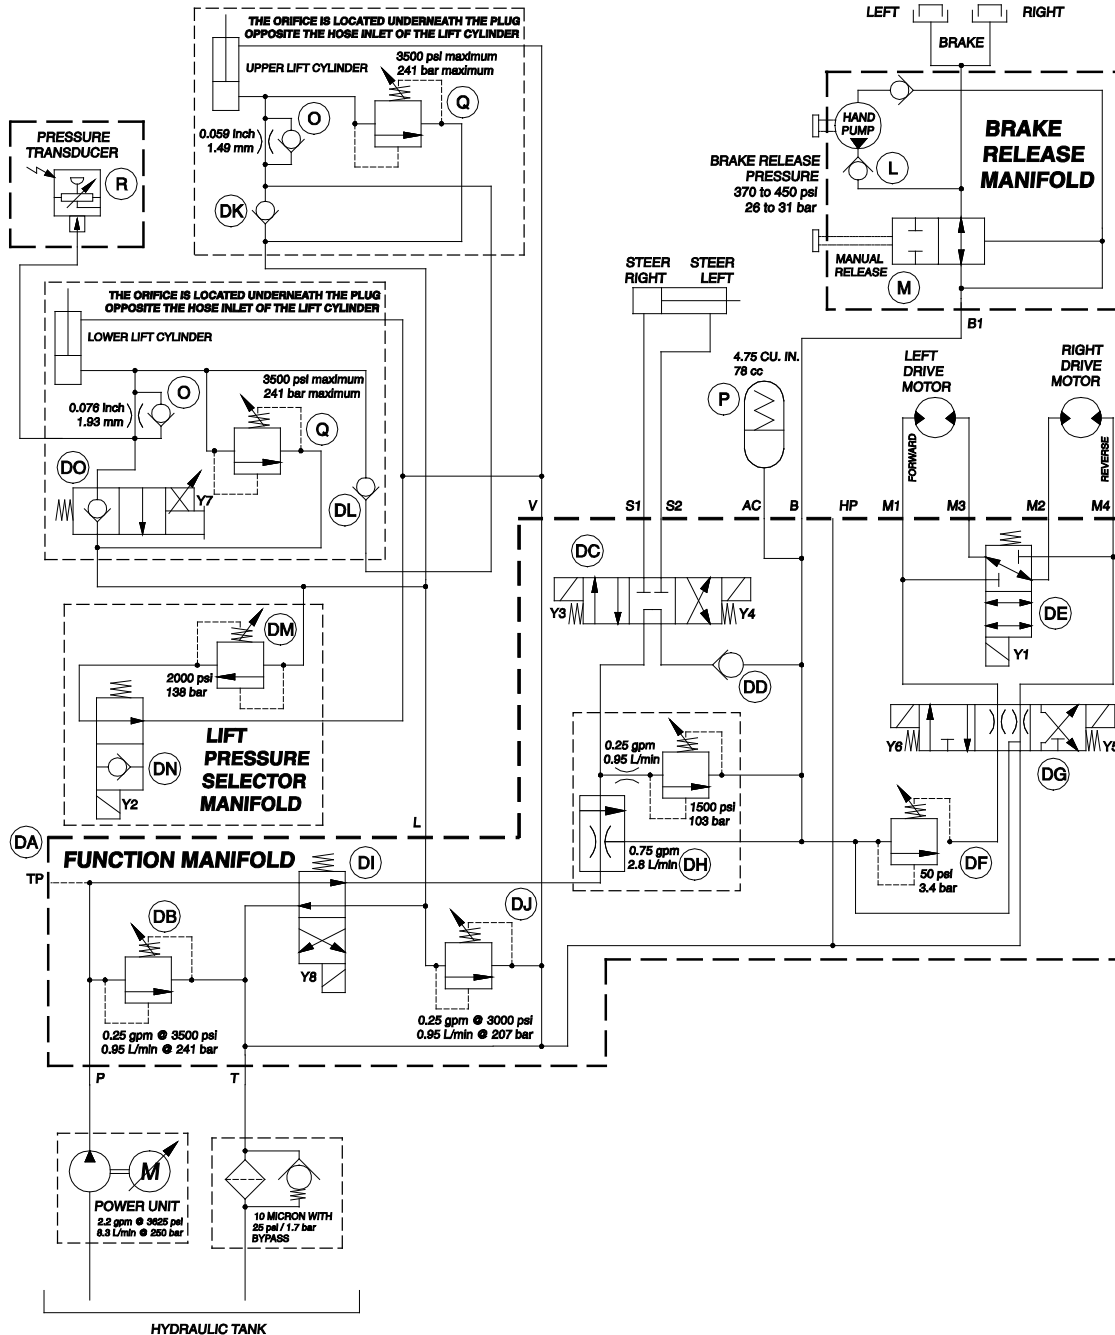 THE ORIFICE IS LOCATED UNDERNEATH THE PLUG
OPPOSITE THE HOSE INLET OF THE LIFT CYLINDER
UPPER LIFT CYLINDER
3500 psi maximum
241 bar maximum
Q
O
0.059 inch
1.49 mm
DK
PRESSURE
TRANSDUCER
R
LEFT
RIGHT
BRAKE
HAND
PUMP
BRAKE
RELEASE
MANIFOLD
BRAKE RELEASE
PRESSURE
370 to 450 psi
26 to 31 bar
L
MANUAL
RELEASE
M
B1
THE ORIFICE IS LOCATED UNDERNEATH THE PLUG
OPPOSITE THE HOSE INLET OF THE LIFT CYLINDER
LOWER LIFT CYLINDER
3500 psi maximum
241 bar maximum
O
Q
0.076 inch
1.93 mm
DO
Y7
DL
STEER
RIGHT
STEER
LEFT
4.75 CU. IN.
78 cc
P
LEFT
DRIVE
MOTOR
RIGHT
DRIVE
MOTOR
FORWARD
REVERSE
V
S1
S2
AC
B
HP
M1
M3
M2
M4
DC
Y3
Y4
DD
DE
Y1
DM
2000 psi
138 bar
LIFT
PRESSURE
SELECTOR
MANIFOLD
DN
Y2
Y6
Y5
DG
0.25 gpm
0.95 L/min
1500 psi
103 bar
0.75 gpm
2.8 L/min
DH
50 psi
3.4 bar
DF
DA
L
FUNCTION MANIFOLD
TP
DI
DB
DJ
Y8
0.25 gpm @ 3500 psi
0.95 L/min @ 241 bar
0.25 gpm @ 3000 psi
0.95 L/min @ 207 bar
P
T
M
POWER UNIT
2.2 gpm @ 3625 psi
8.3 L/min @ 250 bar
10 MICRON WITH
25 psi / 1.7 bar
BYPASS
HYDRAULIC TANK